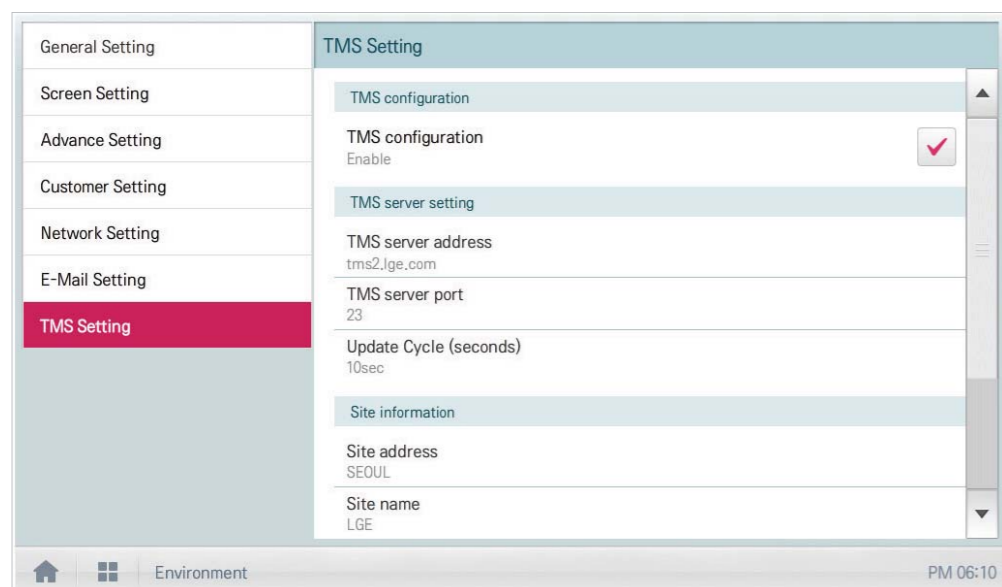 General Setting
Screen Setting
Advance Setting
Customer Setting
Network Setting
E-Mail Setting
TMS Setting
TMS Setting
TMS configuration
TMS configuration
Enable
TMS server setting
TMS server address
tms2.lge.com
TMS server port
23
Update Cycle (seconds)
10sec
Site information
Site address
SEOUL
Site name
LGE
Environment
PM 06:10